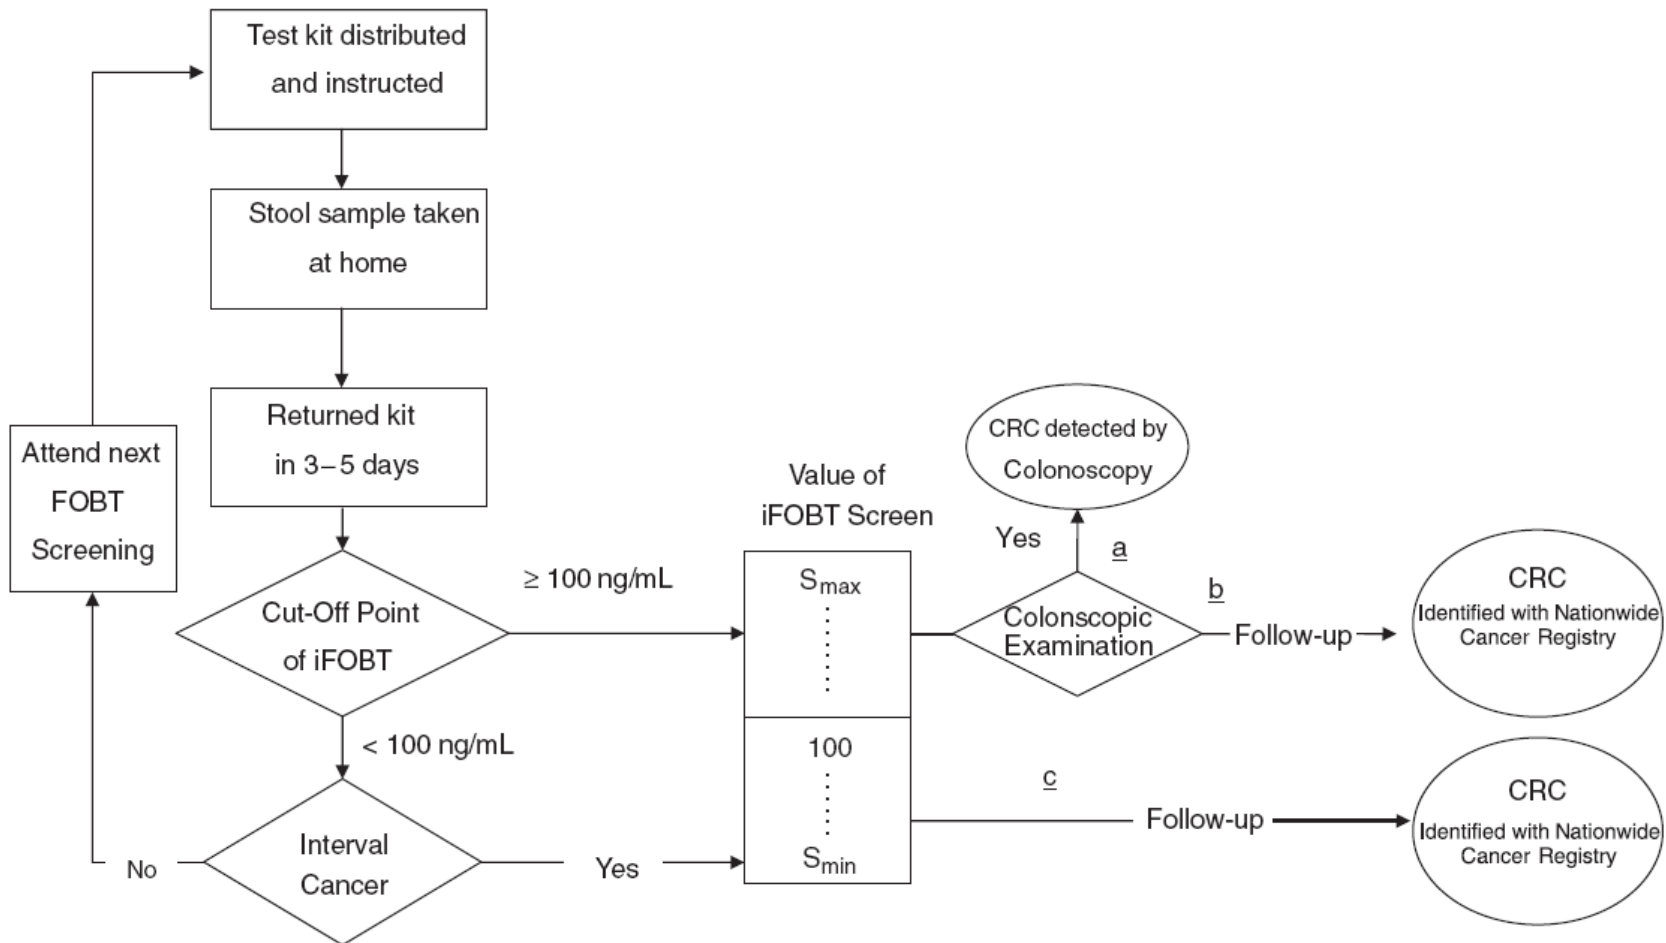 Test kit distributed
and instructed
Stool sample taken
at home
Returned kit
in 3–5 days
Attend next
FOBT
Screening
Cut-Off Point
of iFOBT
≥ 100 ng/mL
< 100 ng/mL
Interval
Cancer
No
Yes
Value of
iFOBT Screen
Smax
100
Smin
CRC detected by
Colonoscopy
Yes
a
Colonscopic
Examination
b
Follow-up
CRC
Identified with Nationwide
Cancer Registry
c
Follow-up
CRC
Identified with Nationwide
Cancer Registry